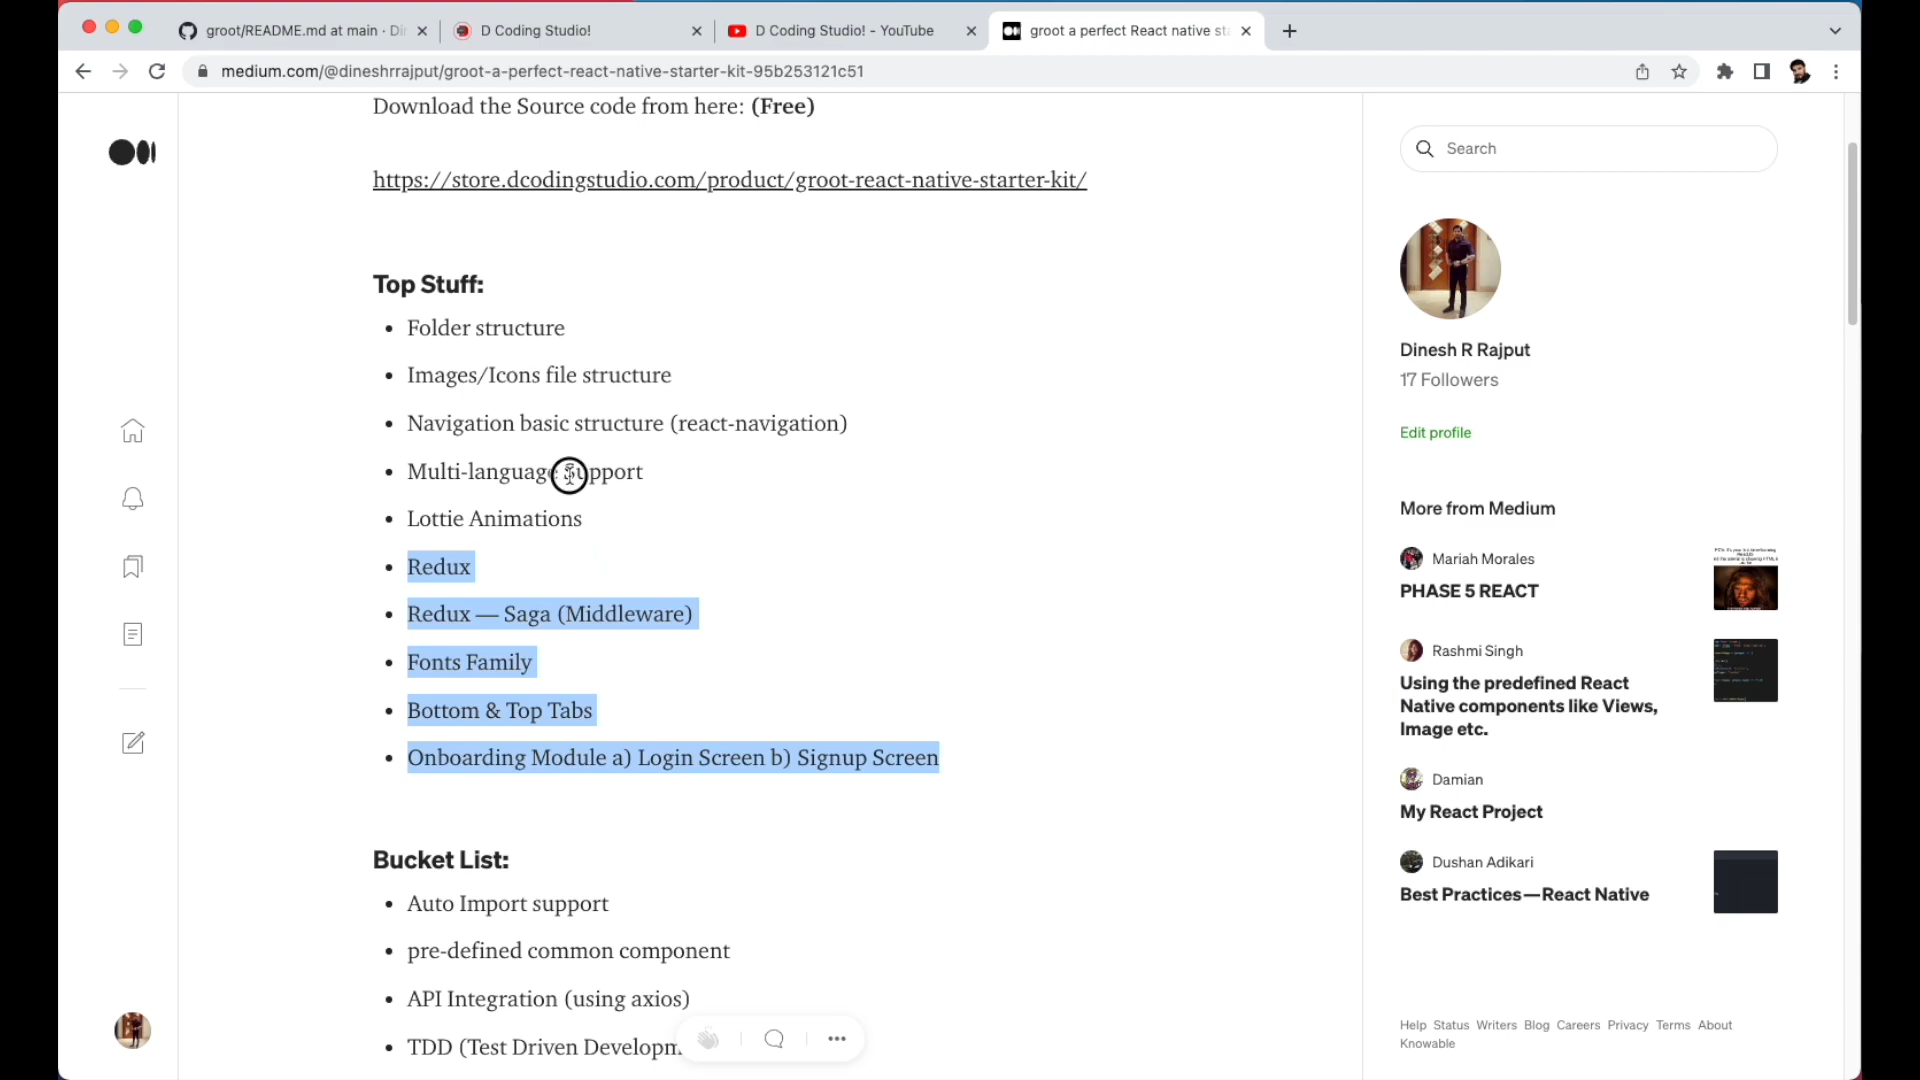 groot/README.md at main · Di
D Coding Studio!
D Coding Studio! - YouTube
groot a perfect React native sta
medium.com/@dineshrrajput/groot-a-perfect-react-native-starter-kit-95b253121c51
Download the Source code from here: (Free)
https://store.dcodingstudio.com/product/groot-react-native-starter-kit/
Top Stuff:
• Folder structure
• Images/Icons file structure
• Navigation basic structure (react-navigation)
• Multi-language Support
• Lottie Animations
• Redux
• Redux — Saga (Middleware)
• Fonts Family
• Bottom & Top Tabs
• Onboarding Module a) Login Screen b) Signup Screen
Bucket List:
• Auto Import support
• pre-defined common component
• API Integration (using axios)
• TDD (Test Driven Developm
Search
Dinesh R Rajput
17 Followers
Edit profile
More from Medium
Mariah Morales
PHASE 5 REACT
Rashmi Singh
Using the predefined React
Native components like Views,
Image etc.
Damian
My React Project
Dushan Adikari
Best Practices—React Native
Help Status Writers Blog Careers Privacy Terms About
Knowable